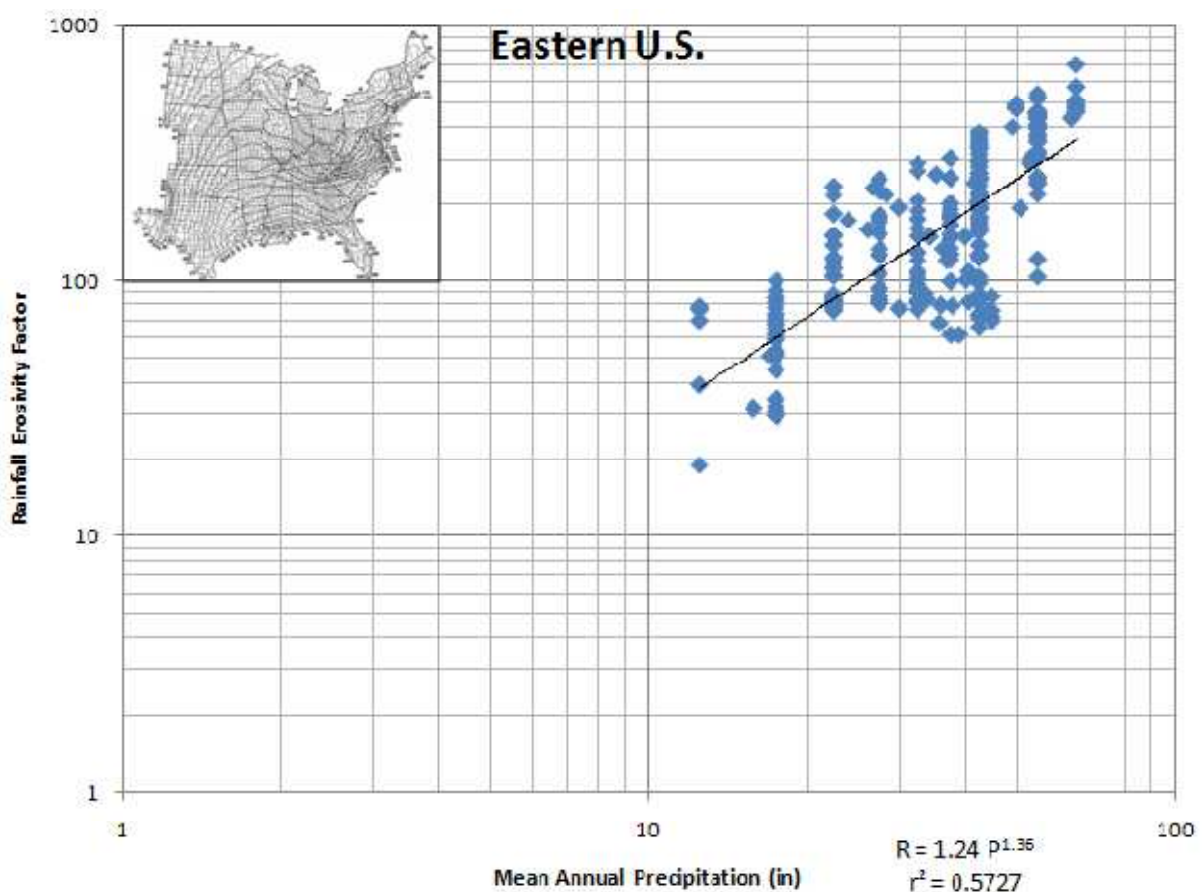 Eastern U.S.
1000
100
10
1
Rainfall Erosivity Factor
1
10
100
Mean Annual Precipitation (in)
R = 1.24 P^1.36
r² = 0.5727